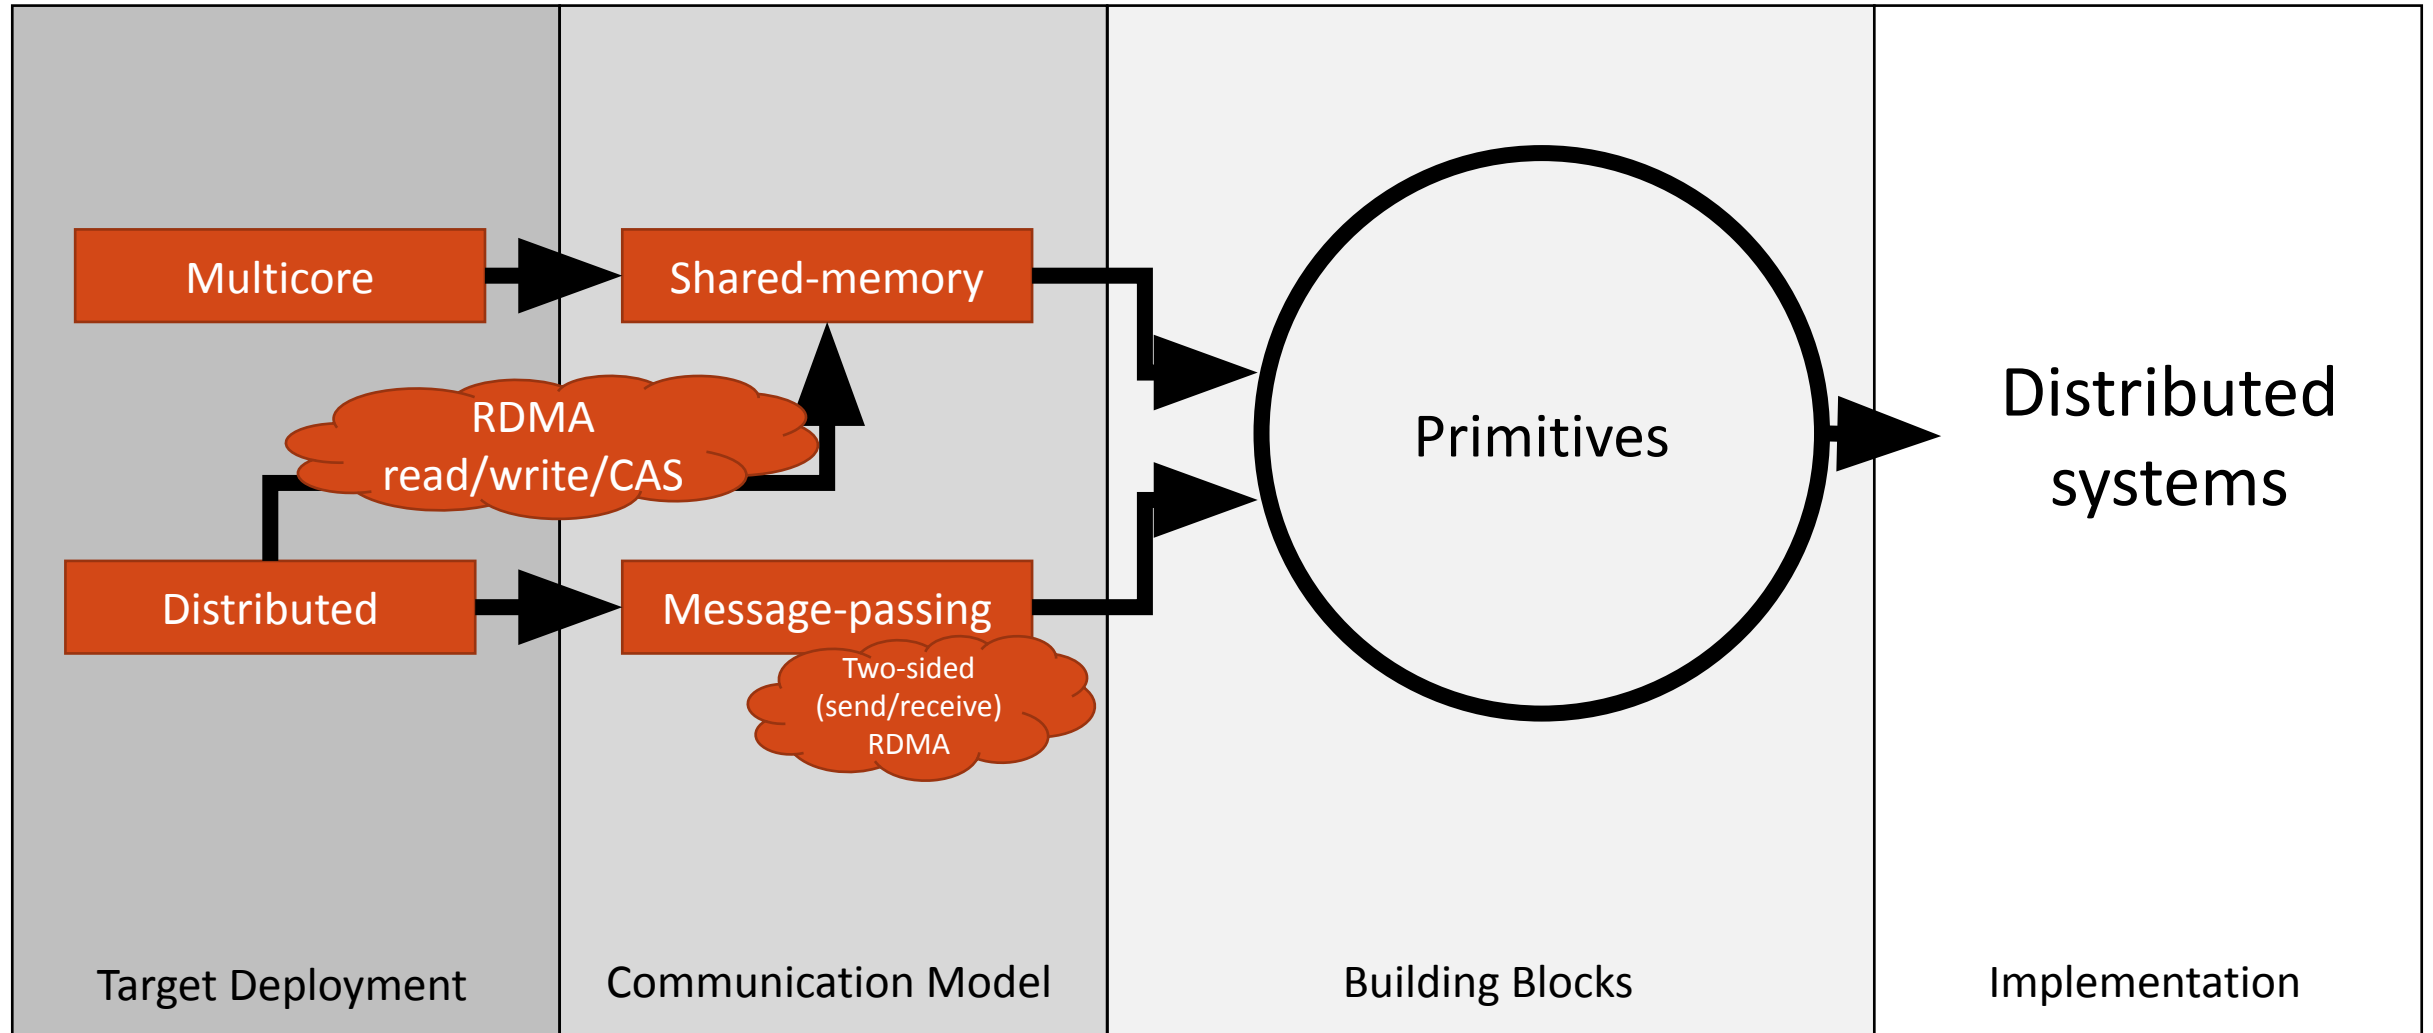 Multicore
Shared-memory
RDMA
read/write/CAS
Distributed
Message-passing
Two-sided
(send/receive)
RDMA
Primitives
Distributed
systems
Target Deployment
Communication Model
Building Blocks
Implementation